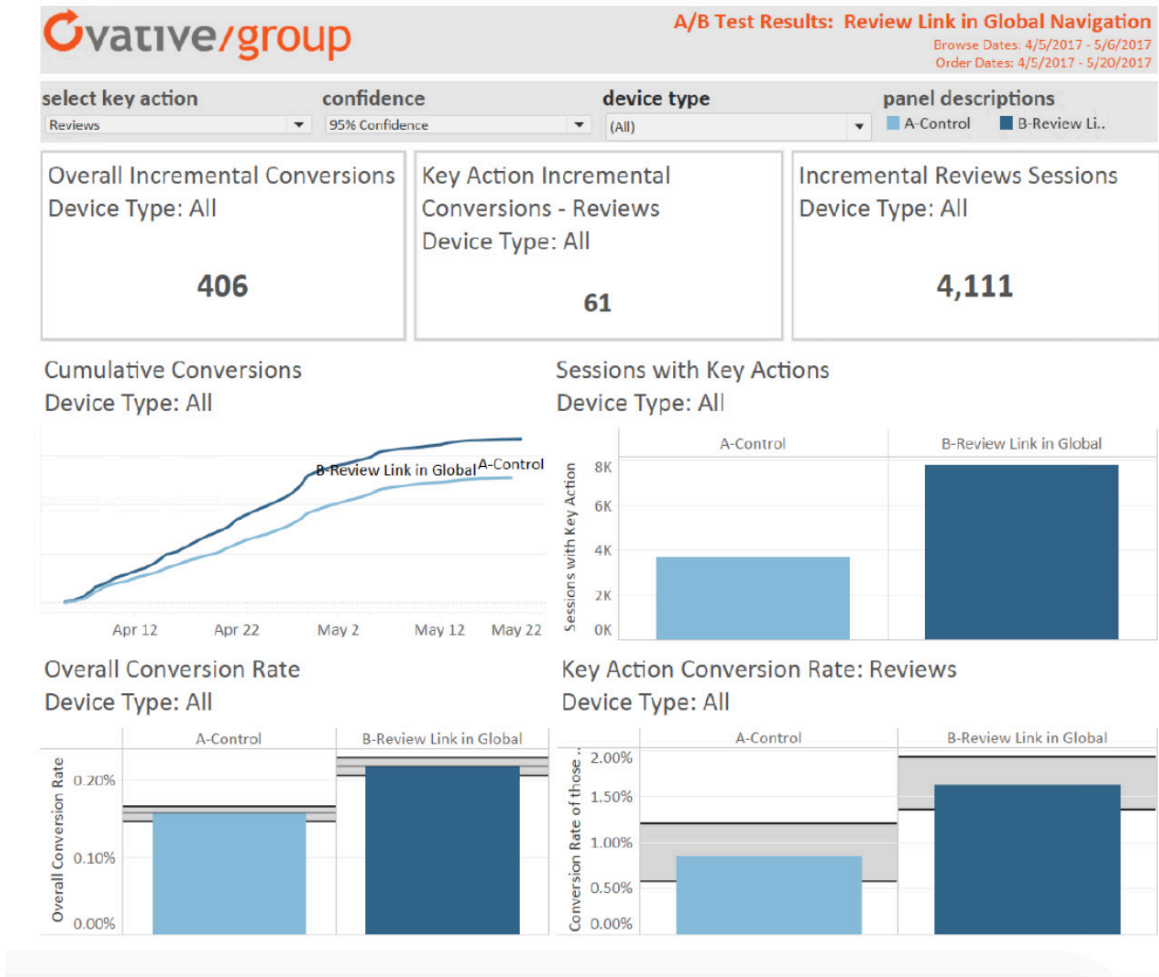 Ovative/group
A/B Test Results: Review Link in Global Navigation
Browse Dates: 4/5/2017 - 5/6/2017
Order Dates: 4/5/2017 - 5/20/2017
select key action
confidence
device type
panel descriptions
Reviews
95% Confidence
(All)
A-Control
B-Review Li..
Overall Incremental Conversions
Device Type: All
406
Key Action Incremental
Conversions - Reviews
Device Type: All
61
Incremental Reviews Sessions
Device Type: All
4,111
Cumulative Conversions
Device Type: All
B-Review Link in Global
A-Control
Apr 12
Apr 22
May 2
May 12
May 22
Sessions with Key Actions
Device Type: All
A-Control
B-Review Link in Global
Sessions with Key Action
8K
6K
4K
2K
0K
Overall Conversion Rate
Device Type: All
A-Control
B-Review Link in Global
Overall Conversion Rate
0.20%
0.10%
0.00%
Key Action Conversion Rate: Reviews
Device Type: All
A-Control
B-Review Link in Global
Conversion Rate of those ..
2.00%
1.50%
1.00%
0.50%
0.00%